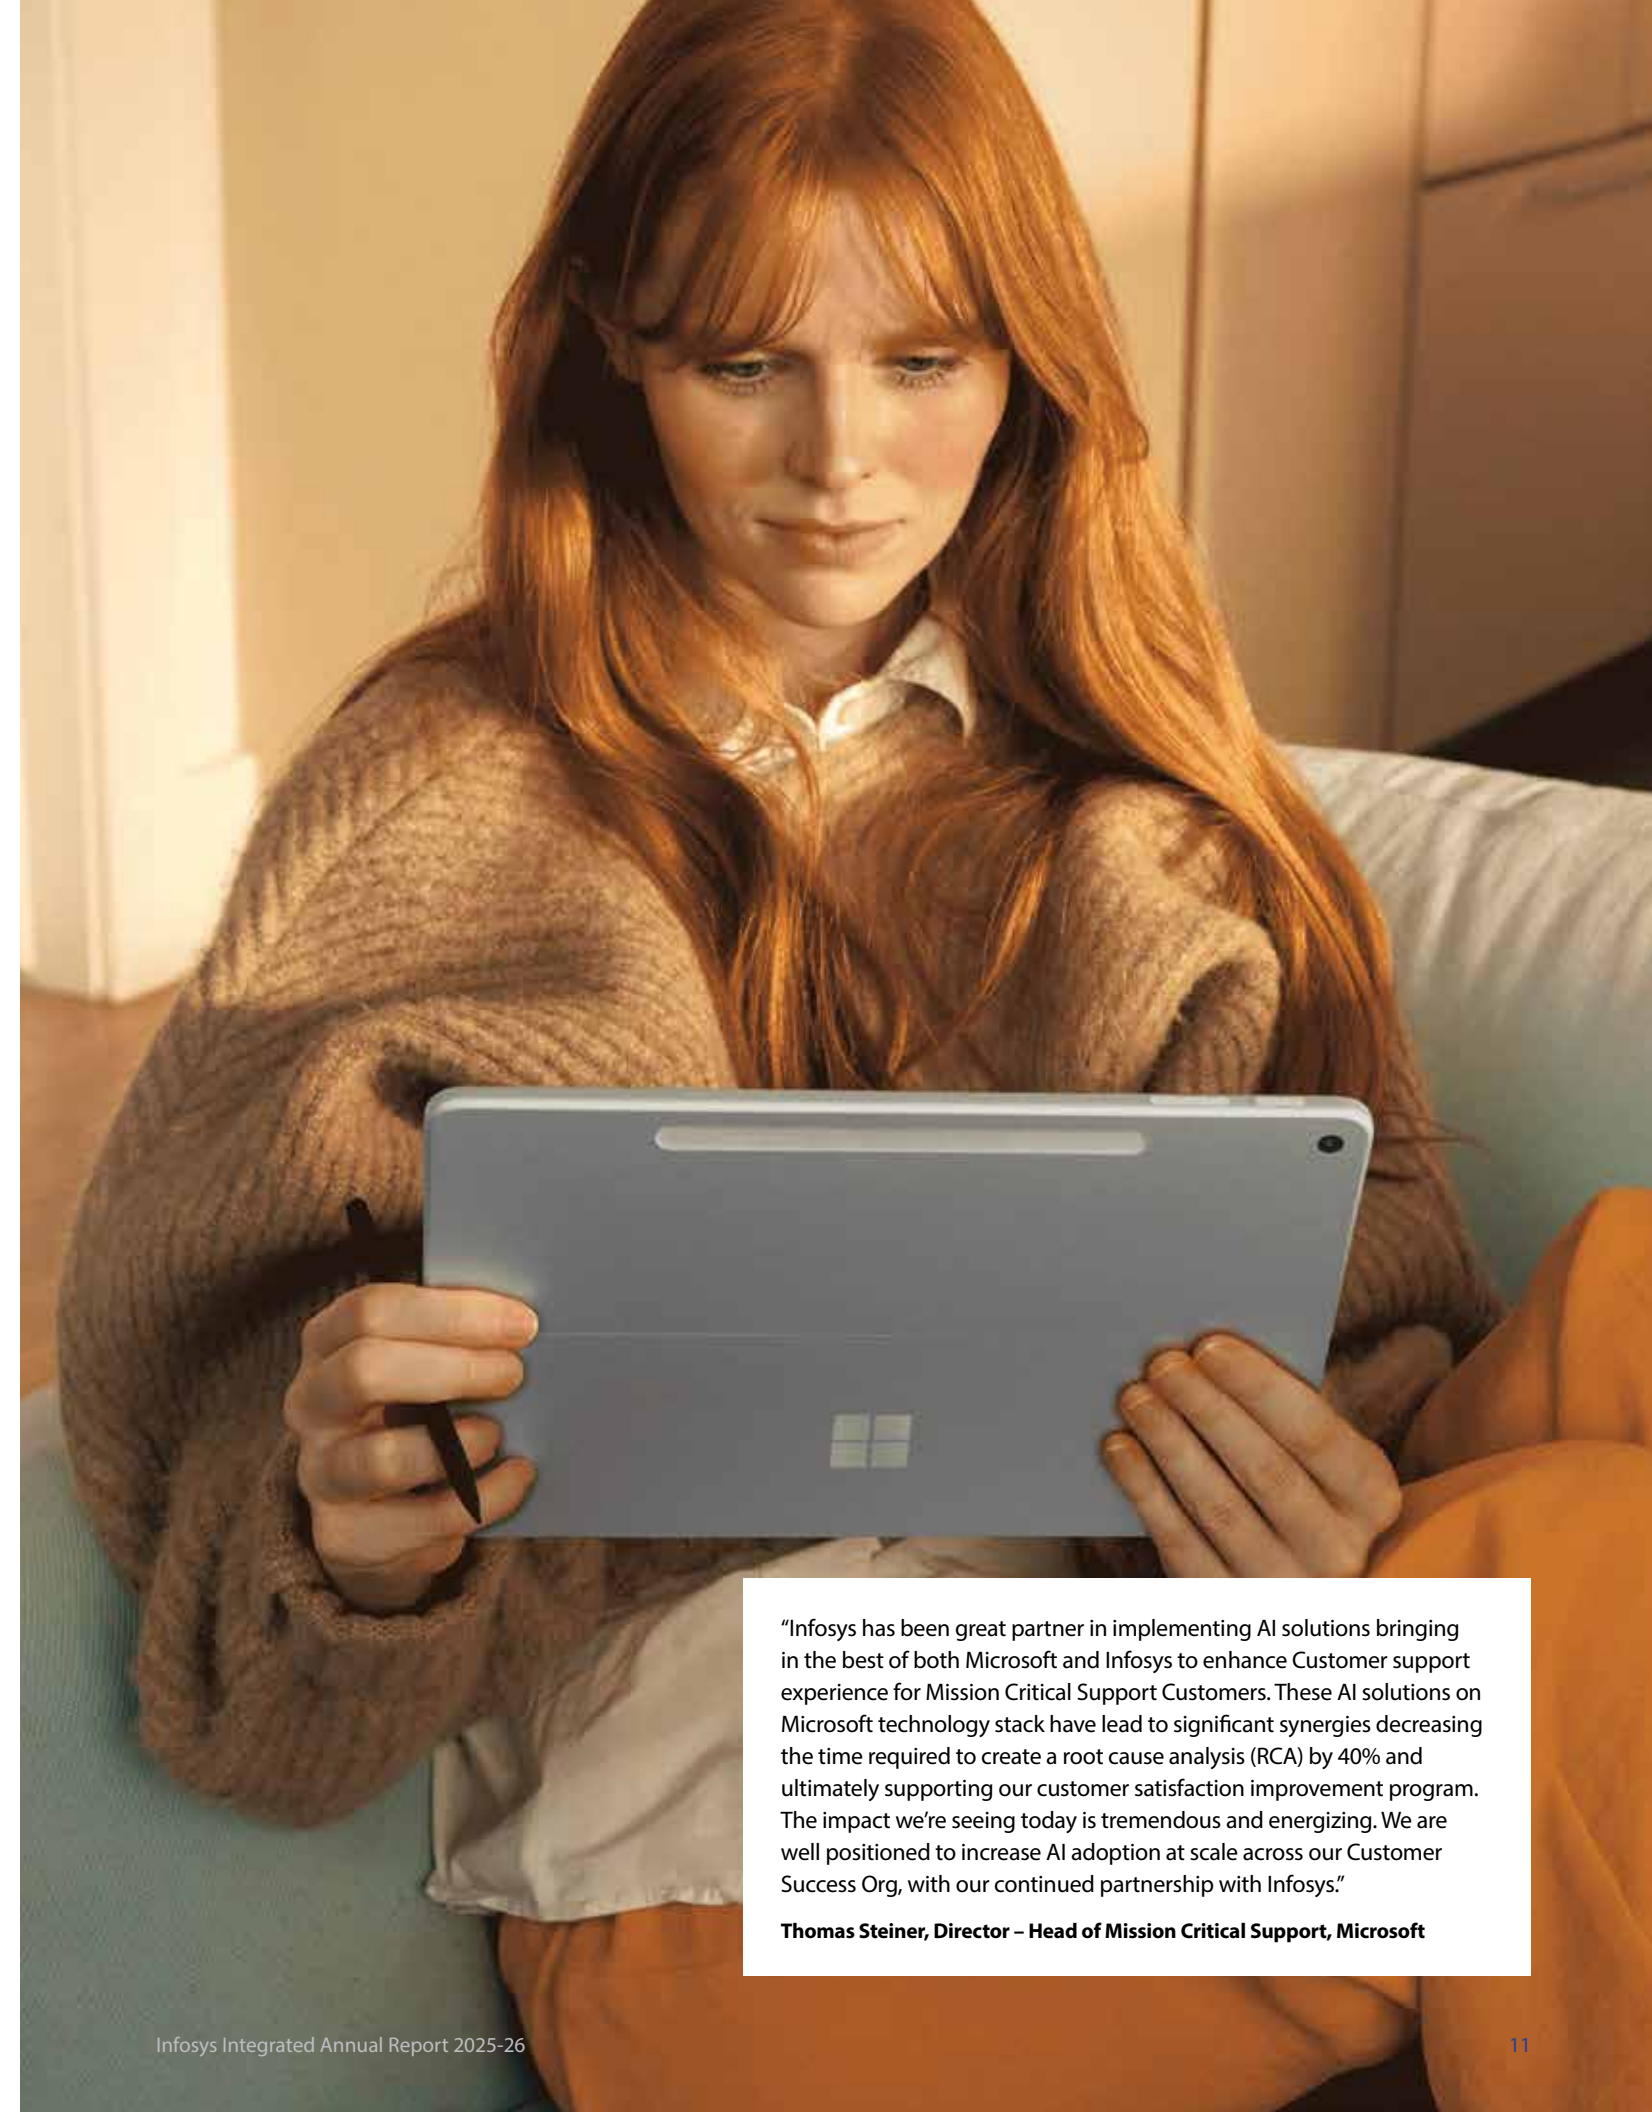 “Infosys has been great partner in implementing AI solutions bringing
in the best of both Microsoft and Infosys to enhance Customer support
experience for Mission Critical Support Customers. These AI solutions on
Microsoft technology stack have lead to significant synergies decreasing
the time required to create a root cause analysis (RCA) by 40% and
ultimately supporting our customer satisfaction improvement program.
The impact we’re seeing today is tremendous and energizing. We are
well positioned to increase AI adoption at scale across our Customer
Success Org, with our continued partnership with Infosys.”
Thomas Steiner, Director – Head of Mission Critical Support, Microsoft
Infosys Integrated Annual Report 2025-26
11